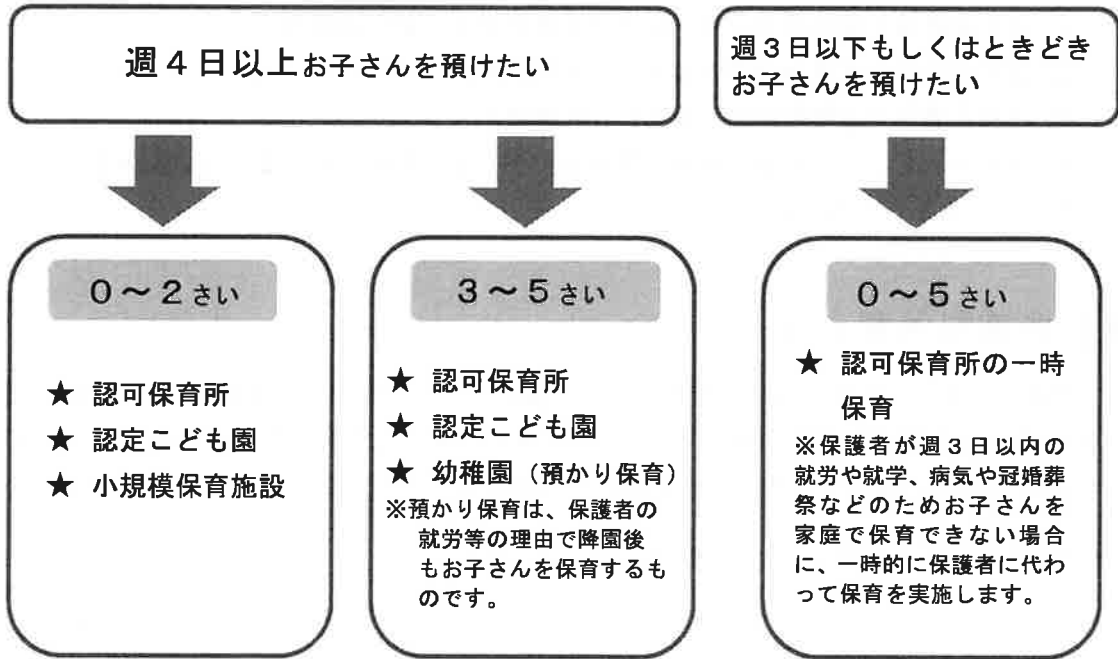 週４日以上お子さんを預けたい
週３日以下もしくはときどき
お子さんを預けたい
０～２さい
★ 認可保育所
★ 認定こども園
★ 小規模保育施設
３～５さい
★ 認可保育所
★ 認定こども園
★ 幼稚園（預かり保育）
※預かり保育は、保護者の
就労等の理由で降園後
もお子さんを保育するも
のです。
０～５さい
★ 認可保育所の一時
保育
※保護者が週３日以内の
就労や就学、病気や冠婚葬
祭などのためお子さんを
家庭で保育できない場合
に、一時的に保護者に代わ
って保育を実施します。